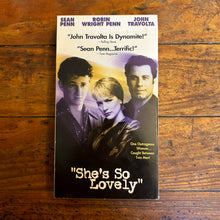 SEAN PENN ROBIN WRIGHT PENN JOHN TRAVOLTA
"John Travolta Is Dynamite!"
"Sean Penn...Terrific!"
One Outrageous
Woman...
Caught Between
Two Men!
"She's So
Lovely"